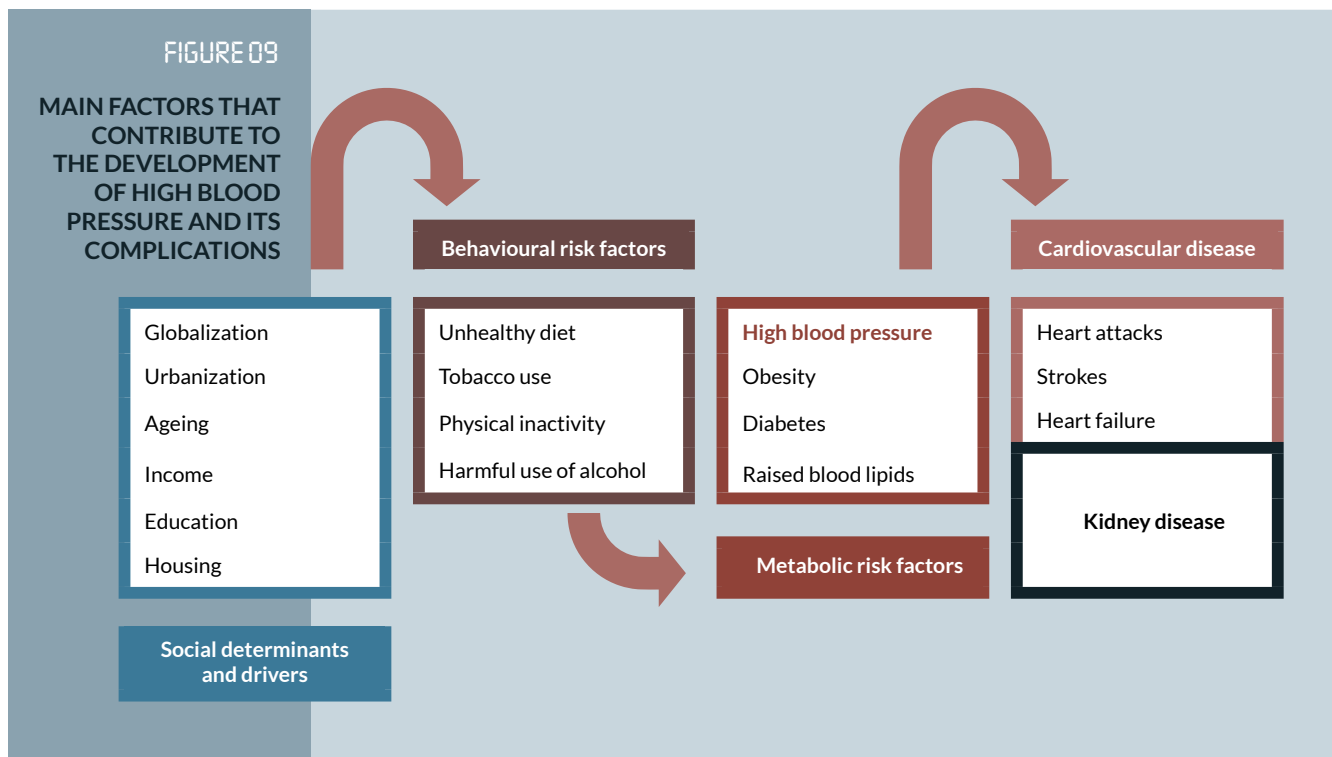 FIGURE 09
MAIN FACTORS THAT
CONTRIBUTE TO
THE DEVELOPMENT
OF HIGH BLOOD
PRESSURE AND ITS
COMPLICATIONS
Globalization
Urbanization
Ageing
Income
Education
Housing
Social determinants
and drivers
Behavioural risk factors
Unhealthy diet
Tobacco use
Physical inactivity
Harmful use of alcohol
High blood pressure
Obesity
Diabetes
Raised blood lipids
Metabolic risk factors
Cardiovascular disease
Heart attacks
Strokes
Heart failure
Kidney disease